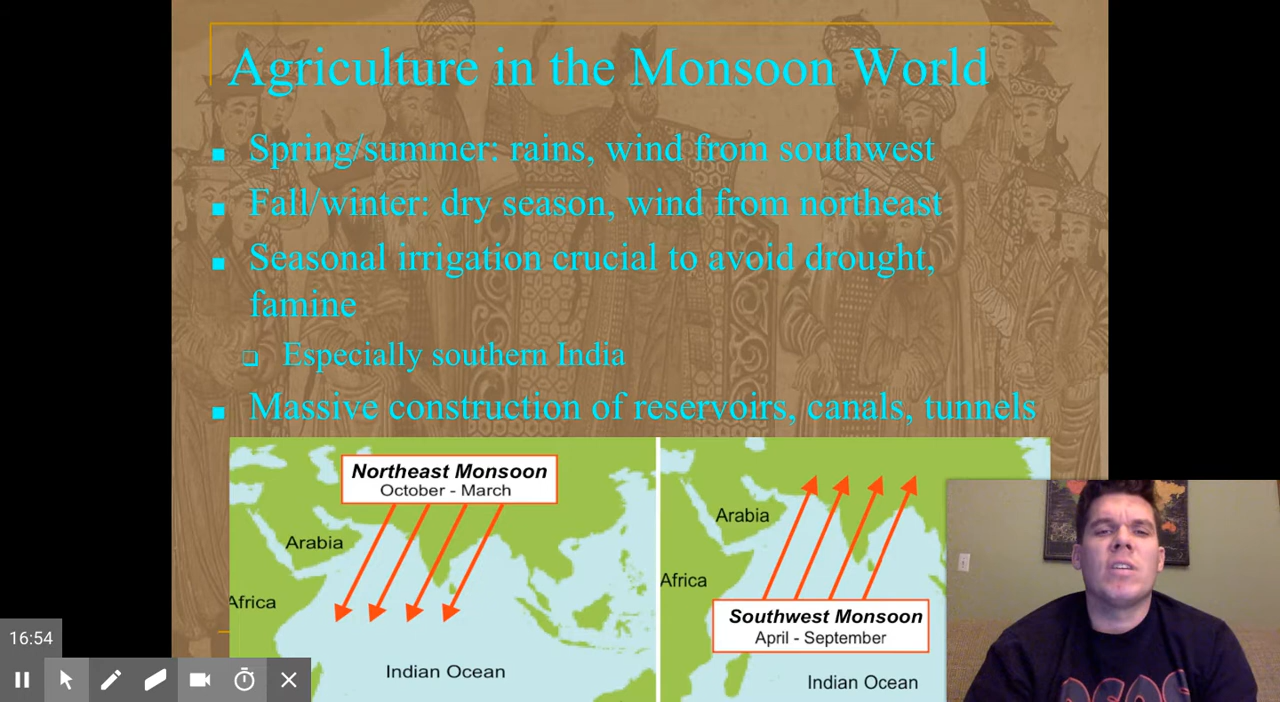 Agriculture in the Monsoon World
Spring/summer: rains, wind from southwest
Fall/winter: dry season, wind from northeast
Seasonal irrigation crucial to avoid drought,
famine
Especially southern India
Massive construction of reservoirs, canals, tunnels
Northeast Monsoon
October - March
Arabia
Africa
Indian Ocean
Arabia
Africa
Southwest Monsoon
April - September
Indian Ocean
16:54